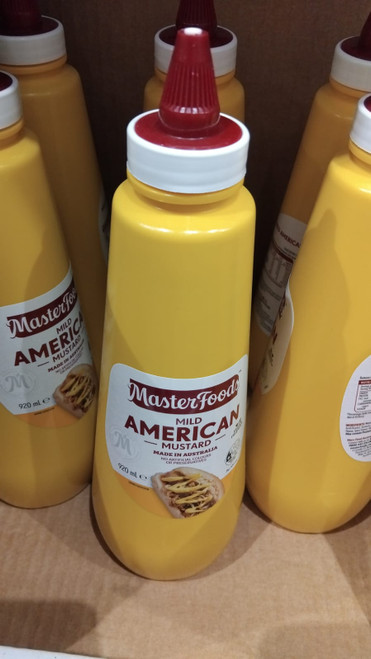 MasterFoods
MILD
AMERICAN
MUSTARD
MADE IN AUSTRALIA
NO ARTIFICIAL COLOURS
OR PRESERVATIVES
M
920 mL e
MasterFoods
MILD
AMERICA
MUSTARD
MADE IN AUSTRALIA
M
920 mL e